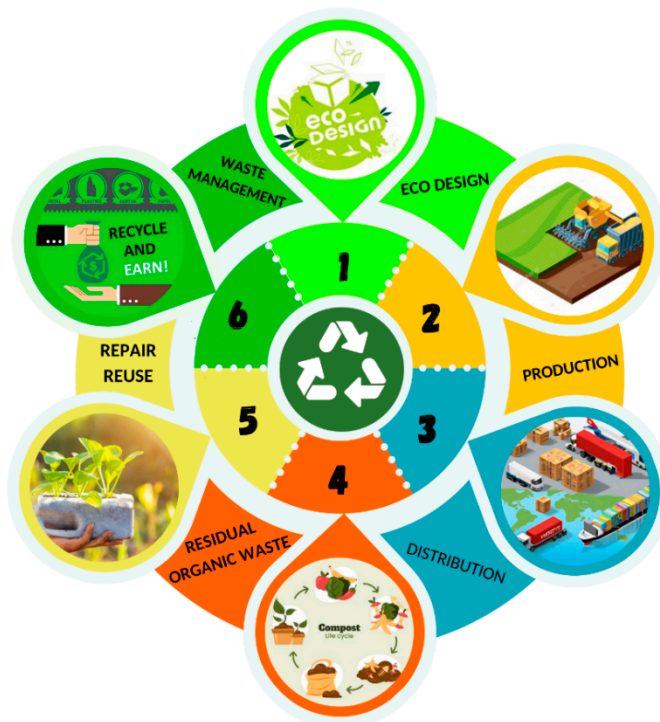 ECO
DESIGN
WASTE
MANAGEMENT
ECO DESIGN
PLASTICS
RECYCLE
AND
EARN!
$
1
2
3
4
5
6
REPAIR
REUSE
PRODUCTION
RESIDUAL
ORGANIC WASTE
DISTRIBUTION
Compost
Life cycle